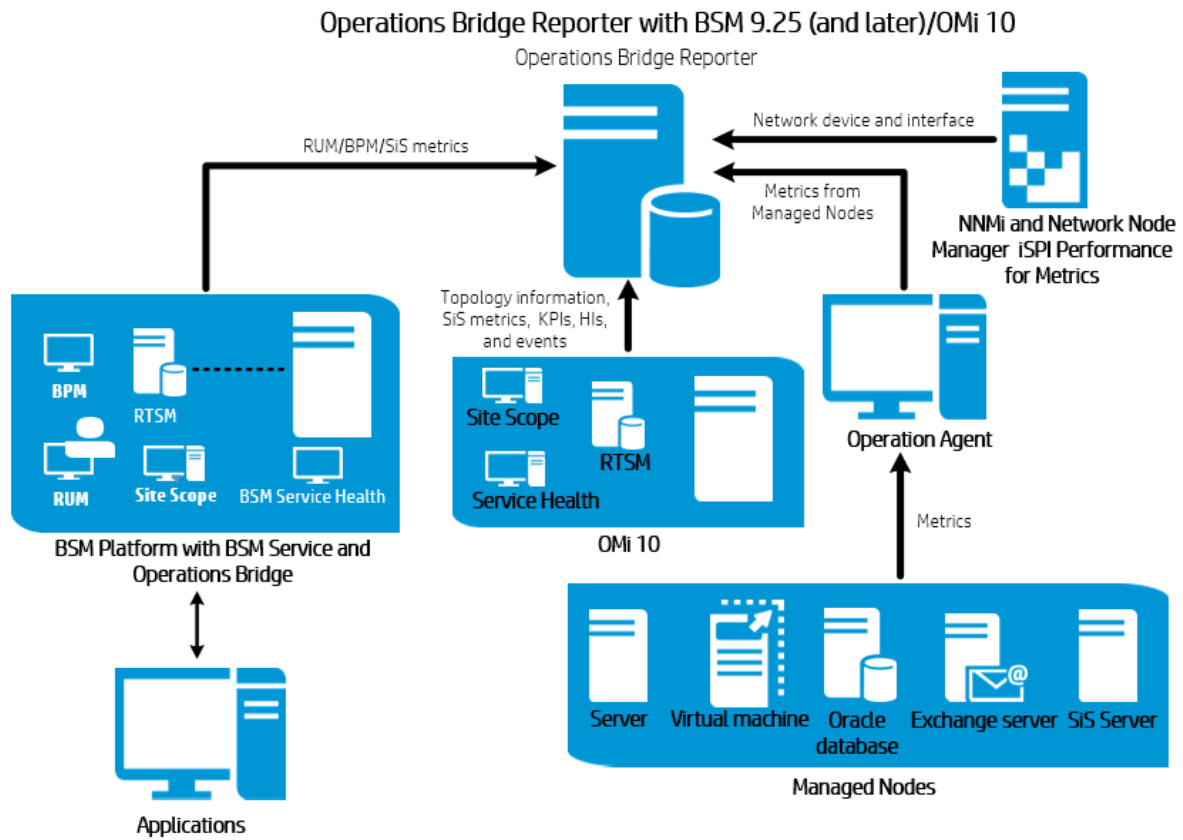 Operations Bridge Reporter with BSM 9.25 (and later)/OMi 10
Operations Bridge Reporter
RUM/BPM/SiS metrics
Network device and interface
Metrics from
Managed Nodes
NNMi and Network Node
Manager iSPI Performance
for Metrics
Topology information,
SiS metrics, KPIs, HIs,
and events
BPM
RTSM
RUM
Site Scope
BSM Service Health
BSM Platform with BSM Service and
Operations Bridge
Site Scope
RTSM
Service Health
OMi 10
Operation Agent
Metrics
Server
Virtual machine
Oracle
database
Exchange server
@
SiS Server
Managed Nodes
Applications